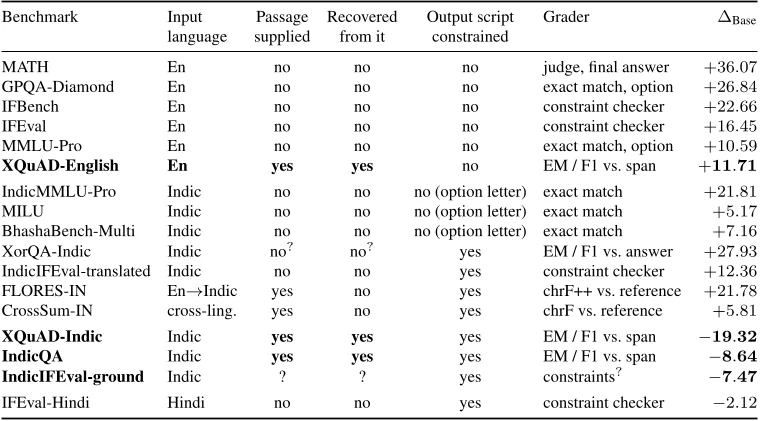 Benchmark Input language Passage supplied Recovered from it Output script constrained Grader Δ_Base
MATH En no no no judge, final answer +36.07
GPQA-Diamond En no no no exact match, option +26.84
IFBench En no no no constraint checker +22.66
IFEval En no no no constraint checker +16.45
MMLU-Pro En no no no exact match, option +10.59
XQuAD-English En yes yes no EM / F1 vs. span +11.71
IndicMMLU-Pro Indic no no no (option letter) exact match +21.81
MILU Indic no no no (option letter) exact match +5.17
BhashaBench-Multi Indic no no no (option letter) exact match +7.16
XorQA-Indic Indic no? no? yes EM / F1 vs. answer +27.93
IndicIFEval-translated Indic no no yes constraint checker +12.36
FLORES-IN En→Indic yes no yes chrF++ vs. reference +21.78
CrossSum-IN cross-ling. yes no yes chrF vs. reference +5.81
XQuAD-Indic Indic yes yes yes EM / F1 vs. span −19.32
IndicQA Indic yes yes yes EM / F1 vs. span −8.64
IndicIFEval-ground Indic ? ? yes constraints? −7.47
IFEval-Hindi Hindi no no yes constraint checker −2.12